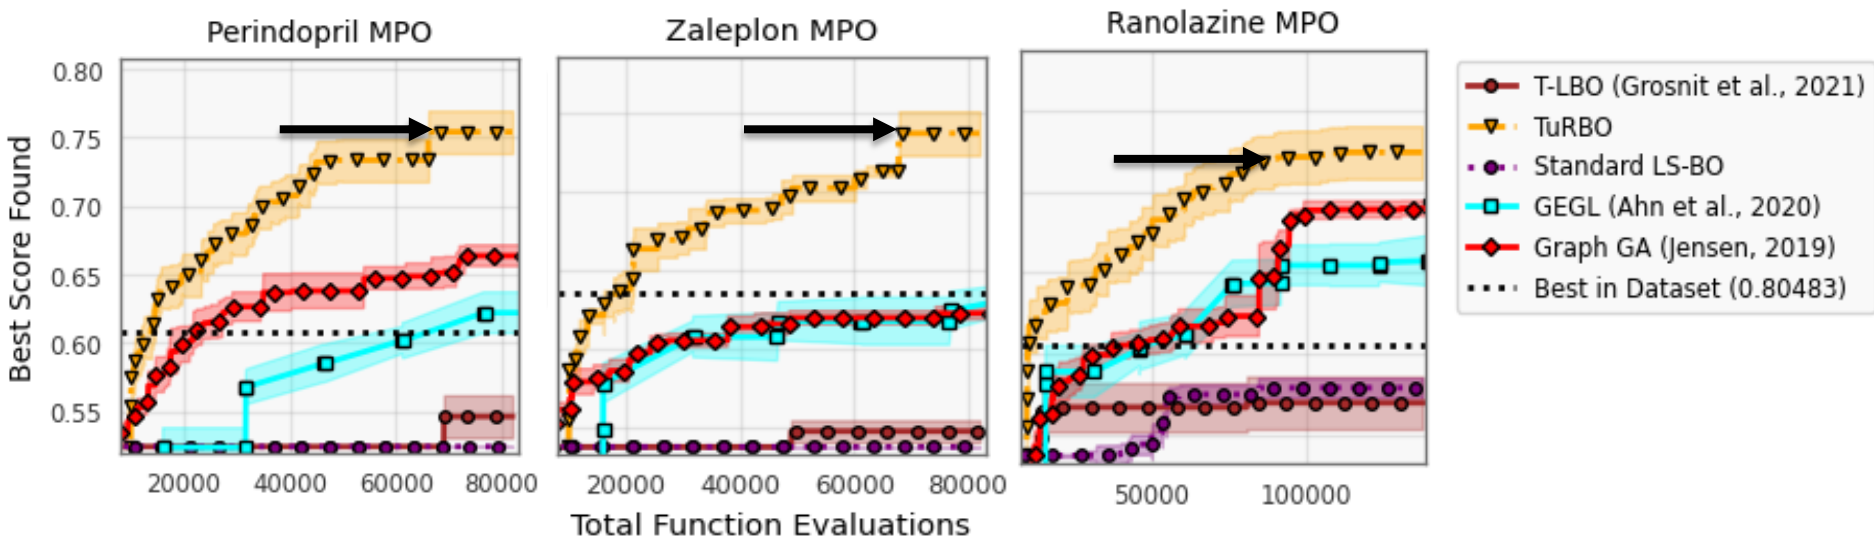 Perindopril MPO
Zaleplon MPO
Ranolazine MPO
Best Score Found
0.80
0.75
0.70
0.65
0.60
0.55
20000 40000 60000 80000
20000 40000 60000 80000
50000 100000
Total Function Evaluations
T-LBO (Grosnit et al., 2021)
TuRBO
Standard LS-BO
GEGL (Ahn et al., 2020)
Graph GA (Jensen, 2019)
Best in Dataset (0.80483)